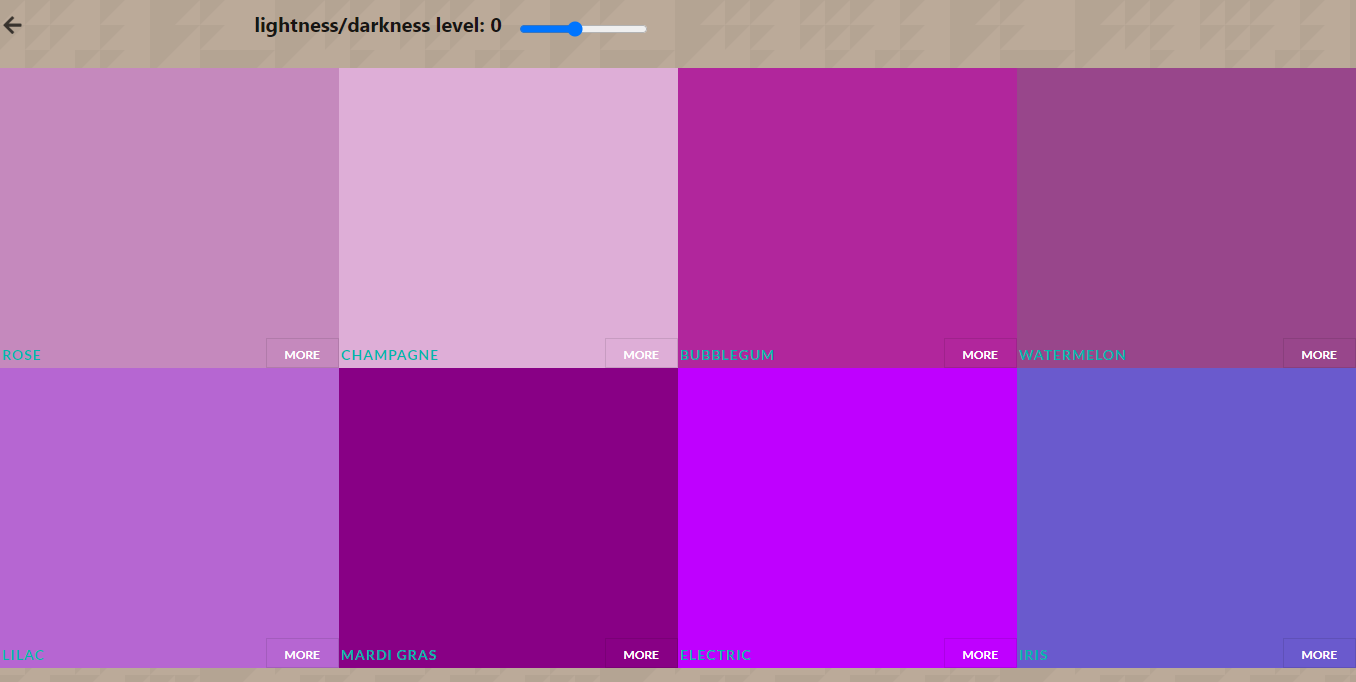 lightness/darkness level: 0
ROSE MORE CHAMPAGNE MORE BUBBLEGUM MORE WATERMELON MORE
LILAC MORE MARDI GRAS MORE ELECTRIC MORE IRIS MORE